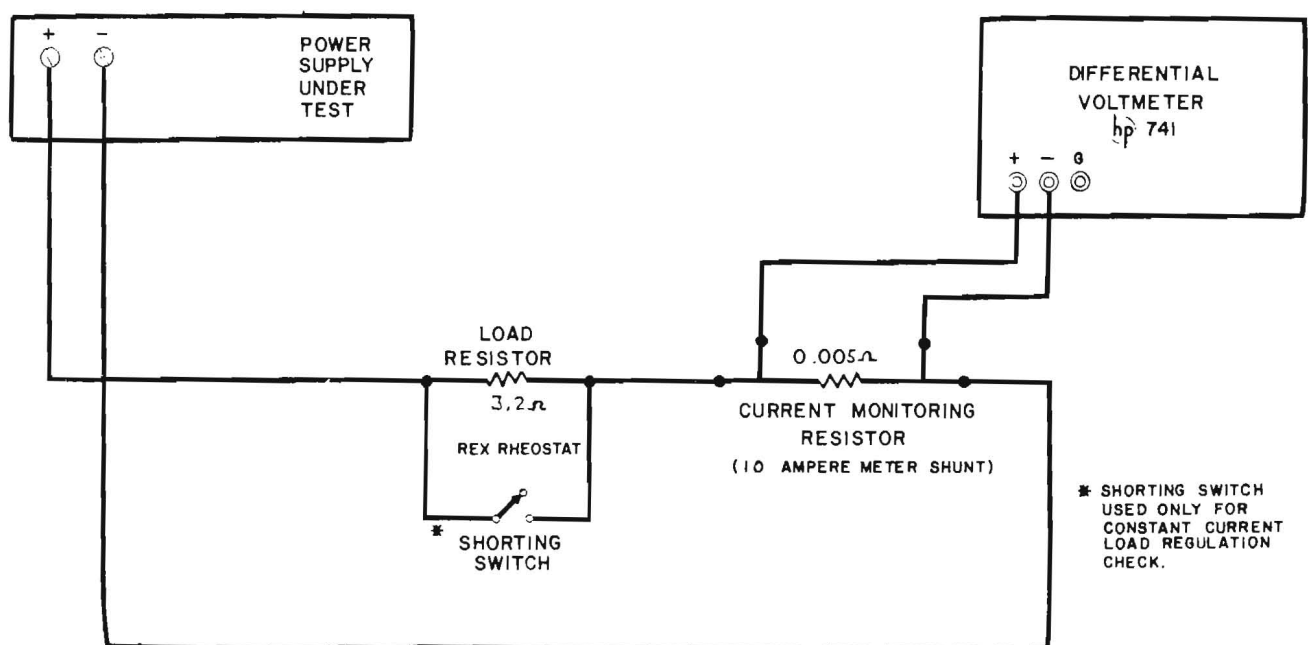 + -
POWER
SUPPLY
UNDER
TEST
DIFFERENTIAL
VOLTMETER
hp 741
+ - G
LOAD
RESISTOR
3.2Ω
REX RHEOSTAT
*
SHORTING
SWITCH
0.005Ω
CURRENT MONITORING
RESISTOR
(10 AMPERE METER SHUNT)
* SHORTING SWITCH
USED ONLY FOR
CONSTANT CURRENT
LOAD REGULATION
CHECK.